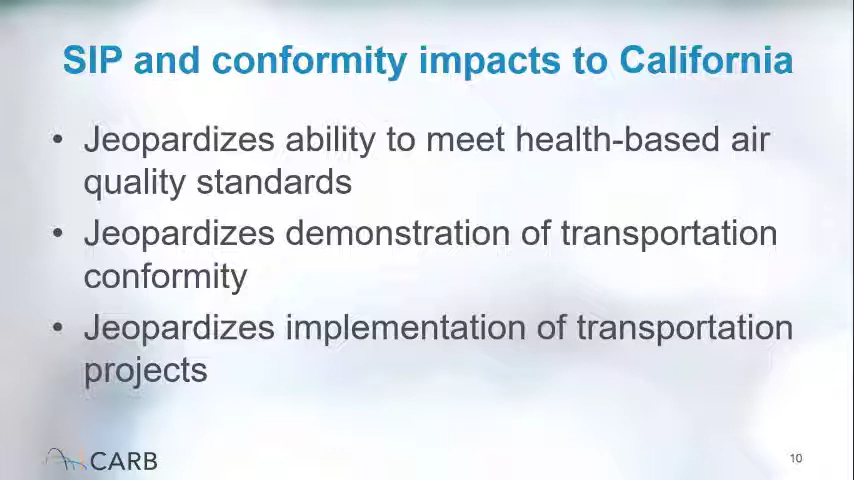 SIP and conformity impacts to California
• Jeopardizes ability to meet health-based air
quality standards
• Jeopardizes demonstration of transportation
conformity
• Jeopardizes implementation of transportation
projects
CARB
10